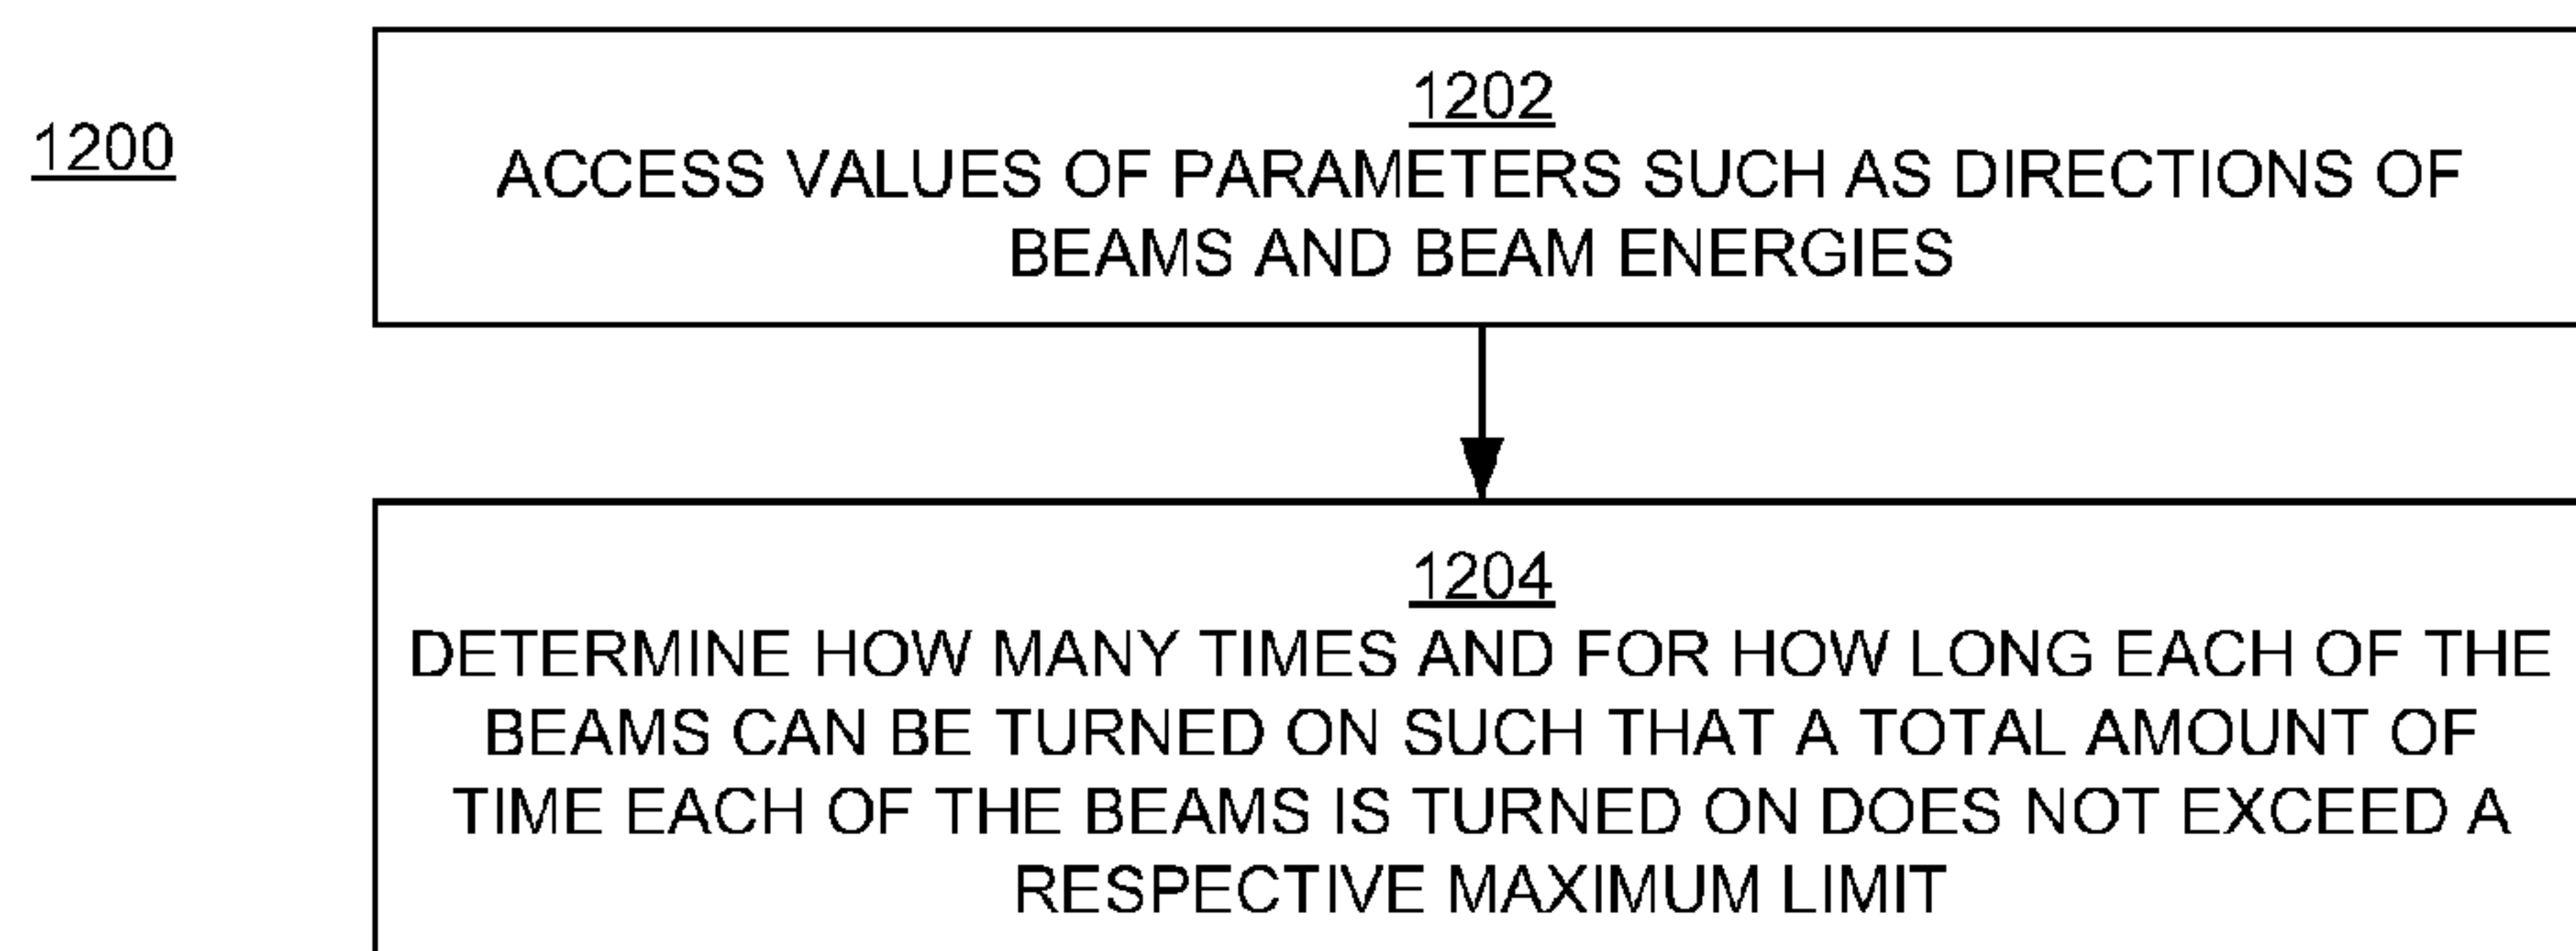 1200
1202
ACCESS VALUES OF PARAMETERS SUCH AS DIRECTIONS OF
BEAMS AND BEAM ENERGIES
1204
DETERMINE HOW MANY TIMES AND FOR HOW LONG EACH OF THE
BEAMS CAN BE TURNED ON SUCH THAT A TOTAL AMOUNT OF
TIME EACH OF THE BEAMS IS TURNED ON DOES NOT EXCEED A
RESPECTIVE MAXIMUM LIMIT